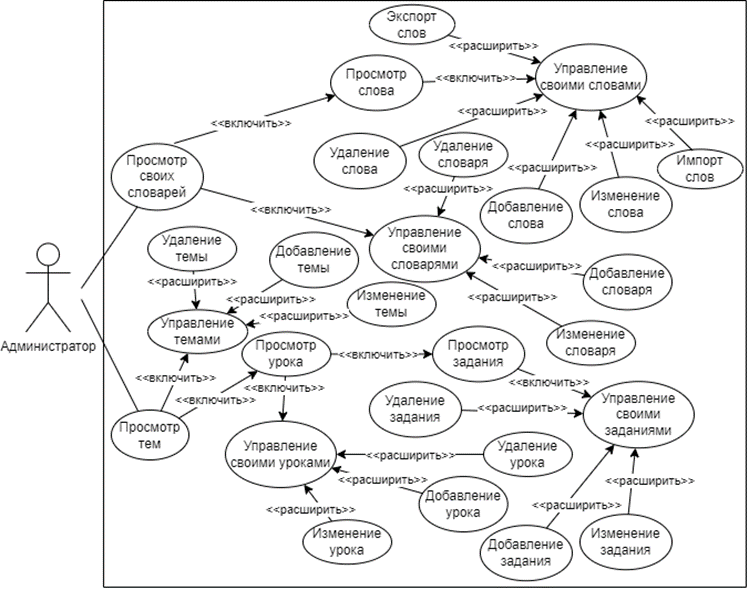 Экспорт
слов
<<расширить>>
Просмотр
слова
<<включить>>
Управление
своими словами
<<включить>>
<<расширить>>
<<расширить>>
Удаление
слова
Удаление
словаря
Просмотр
своих
словарей
<<расширить>>
Импорт
слов
<<расширить>>
<<расширить>>
Добавление
слова
Изменение
слова
<<включить>>
Управление
своими
словарями
Удаление
темы
Добавление
темы
<<расширить>>
<<расширить>>
Добавление
словаря
<<расширить>>
Изменение
темы
<<расширить>>
<<расширить>>
<<расширить>>
Управление
темами
Изменение
словаря
Администратор
Просмотр
урока
<<включить>>
Просмотр
задания
<<включить>>
<<включить>>
<<включить>>
<<включить>>
Удаление
задания
<<расширить>>
Управление
своими
заданиями
Просмотр
тем
Управление
своими уроками
<<расширить>>
Удаление
урока
<<расширить>>
Добавление
урока
<<расширить>>
<<расширить>>
<<расширить>>
Изменение
урока
Добавление
задания
Изменение
задания